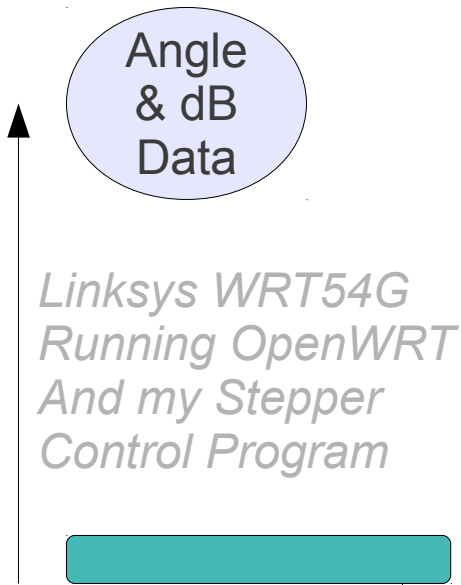 Angle
& dB
Data
Linksys WRT54G
Running OpenWRT
And my Stepper
Control Program